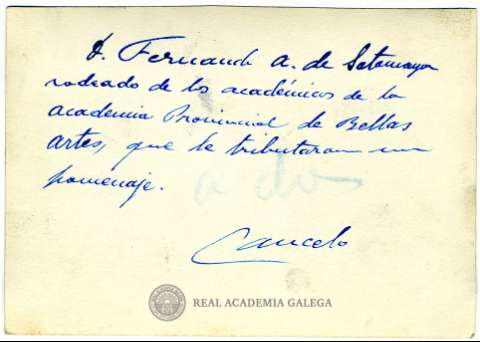 D. Fernando A. de Sotomayor
rodeado de los académicos de la
academia Provincial de Bellas
Artes, que le tributaron un
homenaje.
Cancelo
REAL ACADEMIA GALEGA